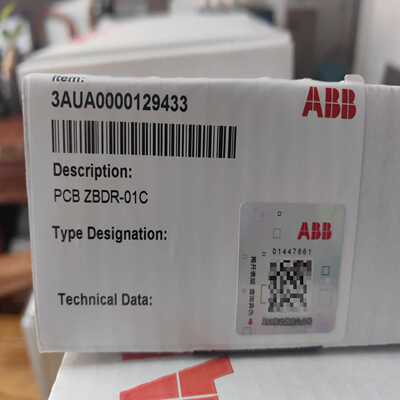 Item:
3AUA0000129433
ABB
Description:
PCB ZBDR-01C
Type Designation:
ABB
01447661
Technical Data: